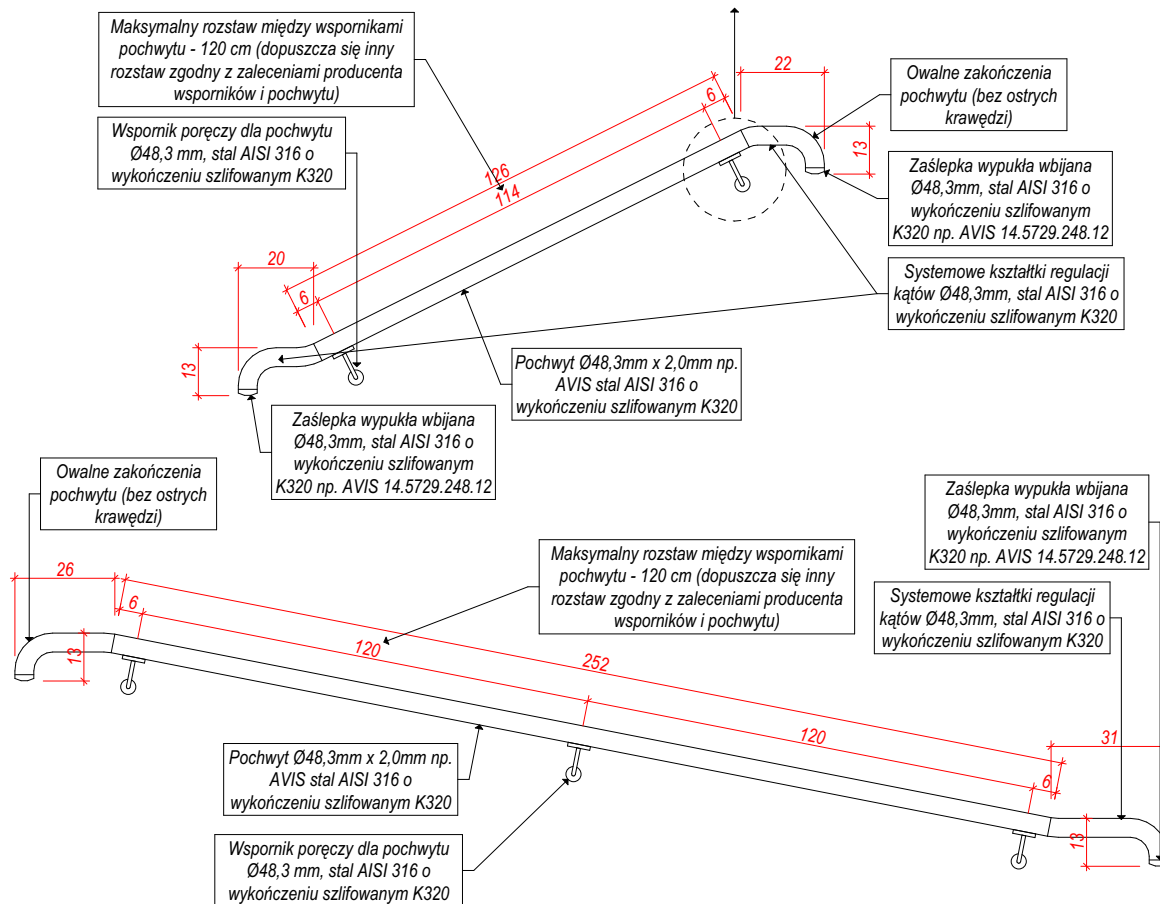 Maksymalny rozstaw między wspornikami
pochwytu - 120 cm (dopuszcza się inny
rozstaw zgodny z zaleceniami producenta
wsporników i pochwytu)
Wspornik poręczy dla pochwytu
Ø48,3 mm, stal AISI 316 o
wykończeniu szlifowanym K320
22
Owalne zakończenia
pochwytu (bez ostrych
krawędzi)
6
13
126
114
Zaślepka wypukła wbijana
Ø48,3mm, stal AISI 316 o
wykończeniu szlifowanym
K320 np. AVIS 14.5729.248.12
20
6
13
Systemowe kształtki regulacji
kątów Ø48,3mm, stal AISI 316 o
wykończeniu szlifowanym K320
Pochwyt Ø48,3mm x 2,0mm np.
AVIS stal AISI 316 o
wykończeniu szlifowanym K320
Zaślepka wypukła wbijana
Ø48,3mm, stal AISI 316 o
wykończeniu szlifowanym
K320 np. AVIS 14.5729.248.12
Owalne zakończenia
pochwytu (bez ostrych
krawędzi)
Zaślepka wypukła wbijana
Ø48,3mm, stal AISI 316 o
wykończeniu szlifowanym
K320 np. AVIS 14.5729.248.12
Maksymalny rozstaw między wspornikami
pochwytu - 120 cm (dopuszcza się inny
rozstaw zgodny z zaleceniami producenta
wsporników i pochwytu)
Systemowe kształtki regulacji
kątów Ø48,3mm, stal AISI 316 o
wykończeniu szlifowanym K320
26
6
13
120
252
120
31
6
13
Pochwyt Ø48,3mm x 2,0mm np.
AVIS stal AISI 316 o
wykończeniu szlifowanym K320
Wspornik poręczy dla pochwytu
Ø48,3 mm, stal AISI 316 o
wykończeniu szlifowanym K320